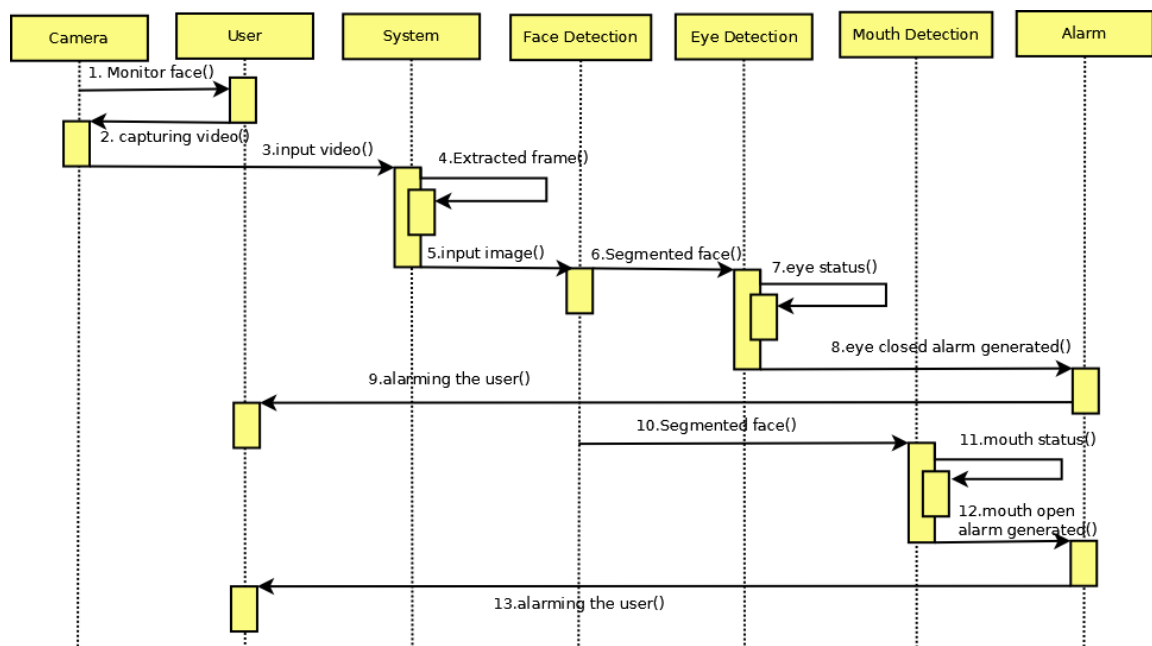 Camera
User
System
Face Detection
Eye Detection
Mouth Detection
Alarm
1. Monitor face()
2. capturing video()
3.input video()
4.Extracted frame()
5.input image()
6.Segmented face()
7.eye status()
8.eye closed alarm generated()
9.alarming the user()
10.Segmented face()
11.mouth status()
12.mouth open
alarm generated()
13.alarming the user()